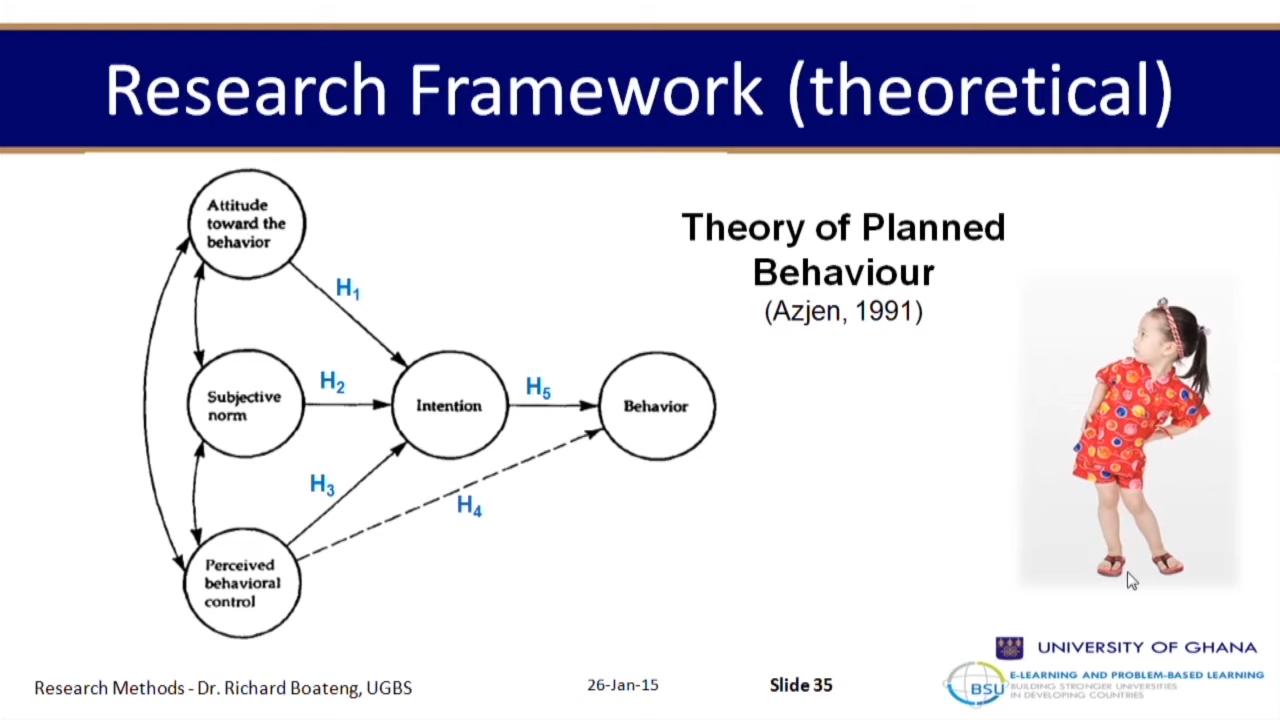 Research Framework (theoretical)
Attitude
toward the
behavior
H1
Theory of Planned
Behaviour
(Azjen, 1991)
Subjective
norm
H2
Intention
H5
Behavior
H3
H4
Perceived
behavioral
control
UNIVERSITY OF GHANA
Research Methods - Dr. Richard Boateng, UGBS
26-Jan-15
Slide 35
BSU
E-LEARNING AND PROBLEM-BASED LEARNING
BUILDING STRONGER UNIVERSITIES
IN DEVELOPING COUNTRIES